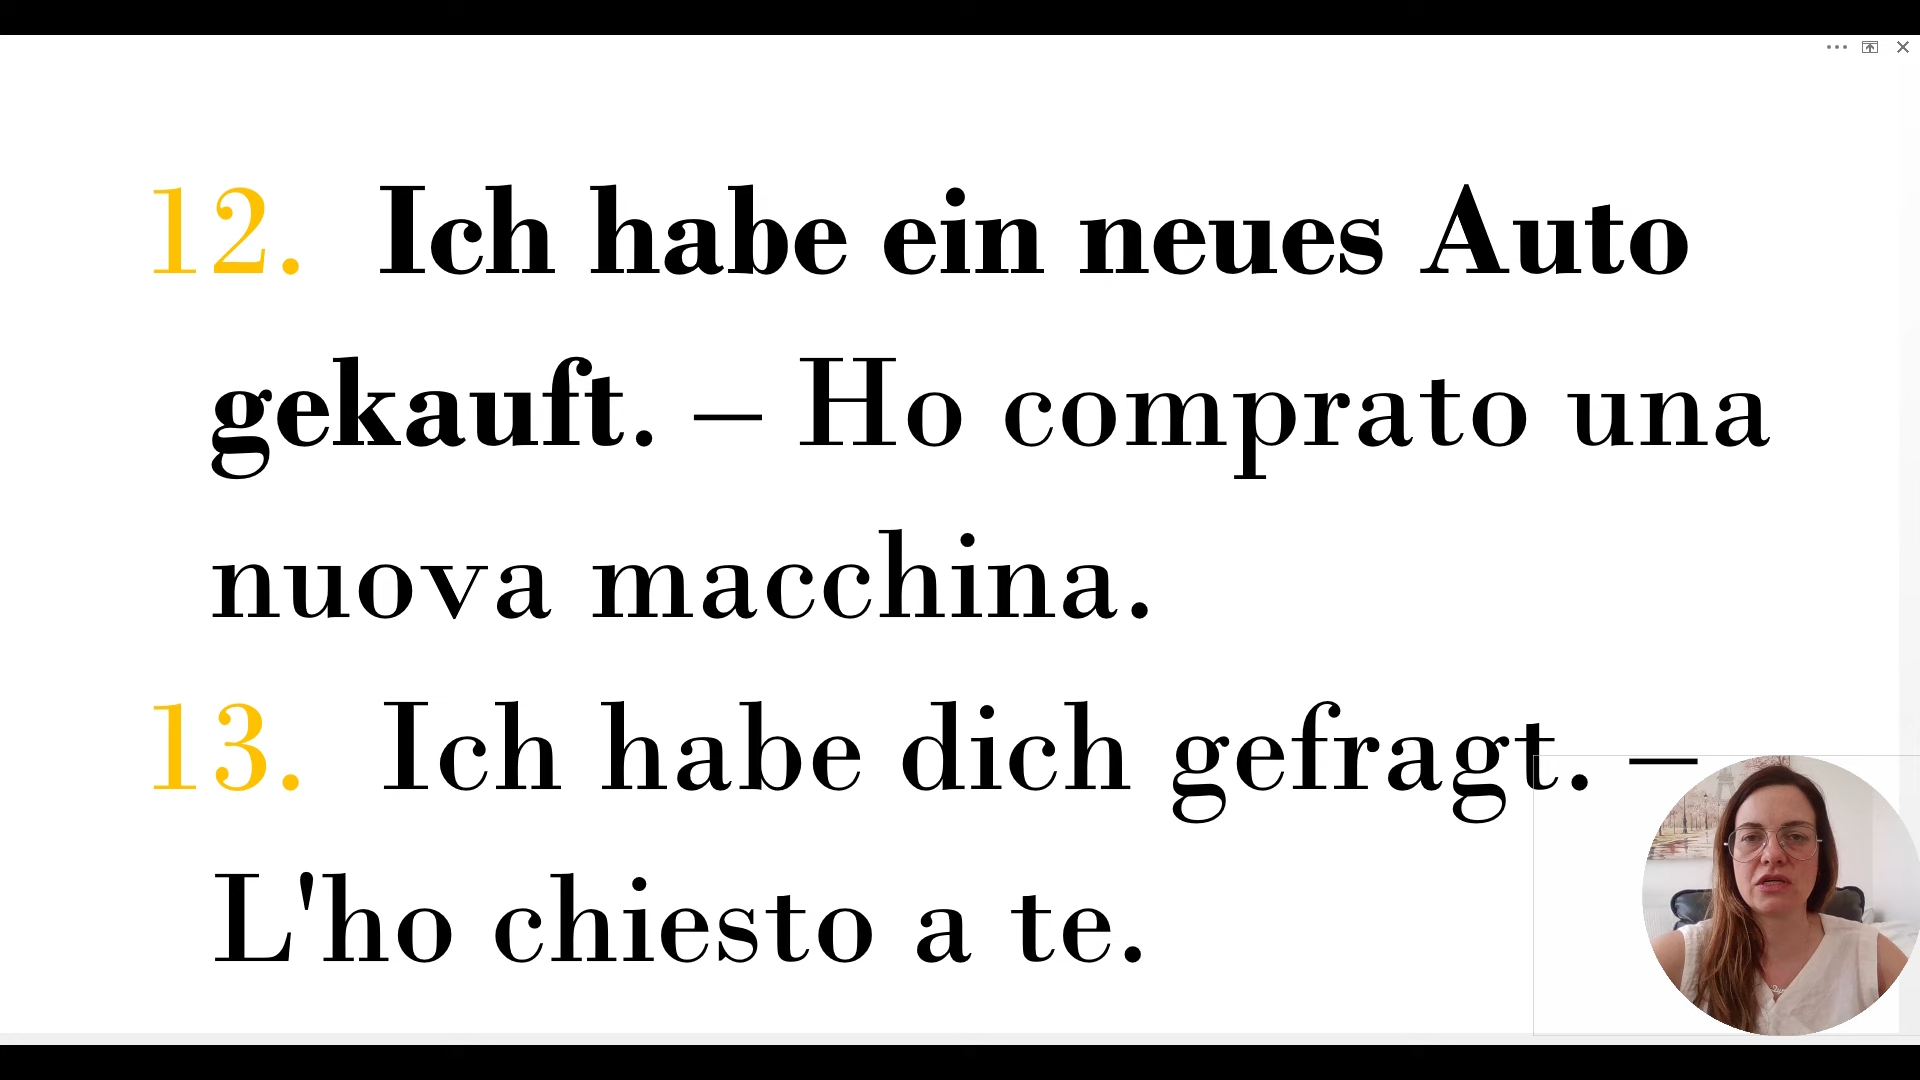 12. Ich habe ein neues Auto
gekauft. – Ho comprato una
nuova macchina.
13. Ich habe dich gefragt. –
L'ho chiesto a te.